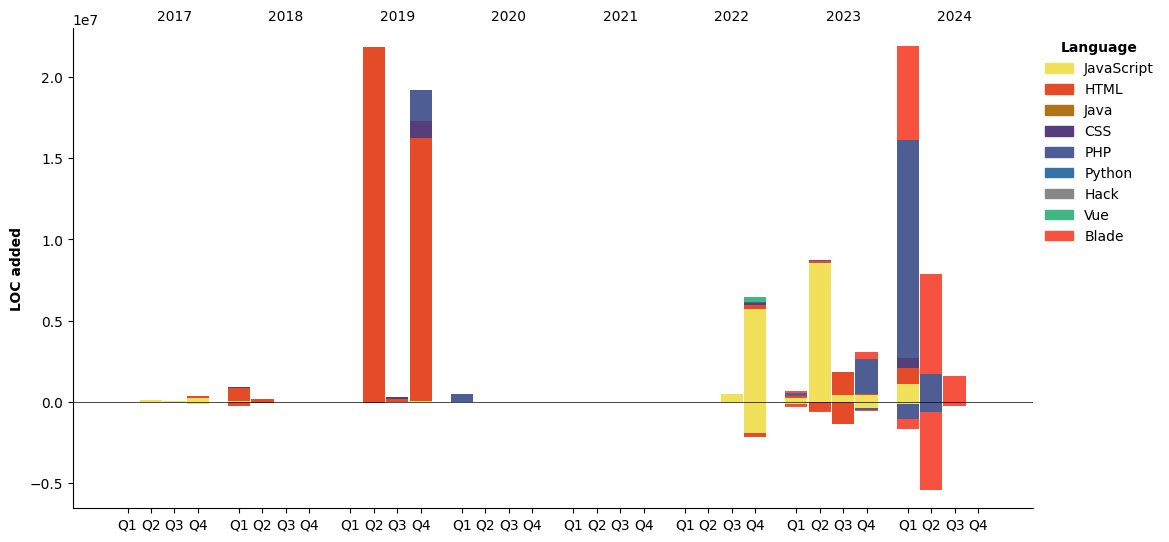 2017 2018 2019 2020 2021 2022 2023 2024
1e7
Language
JavaScript
HTML
Java
CSS
PHP
Python
Hack
Vue
Blade
LOC added
2.0
1.5
1.0
0.5
0.0
−0.5
Q1 Q2 Q3 Q4 Q1 Q2 Q3 Q4 Q1 Q2 Q3 Q4 Q1 Q2 Q3 Q4 Q1 Q2 Q3 Q4 Q1 Q2 Q3 Q4 Q1 Q2 Q3 Q4 Q1 Q2 Q3 Q4